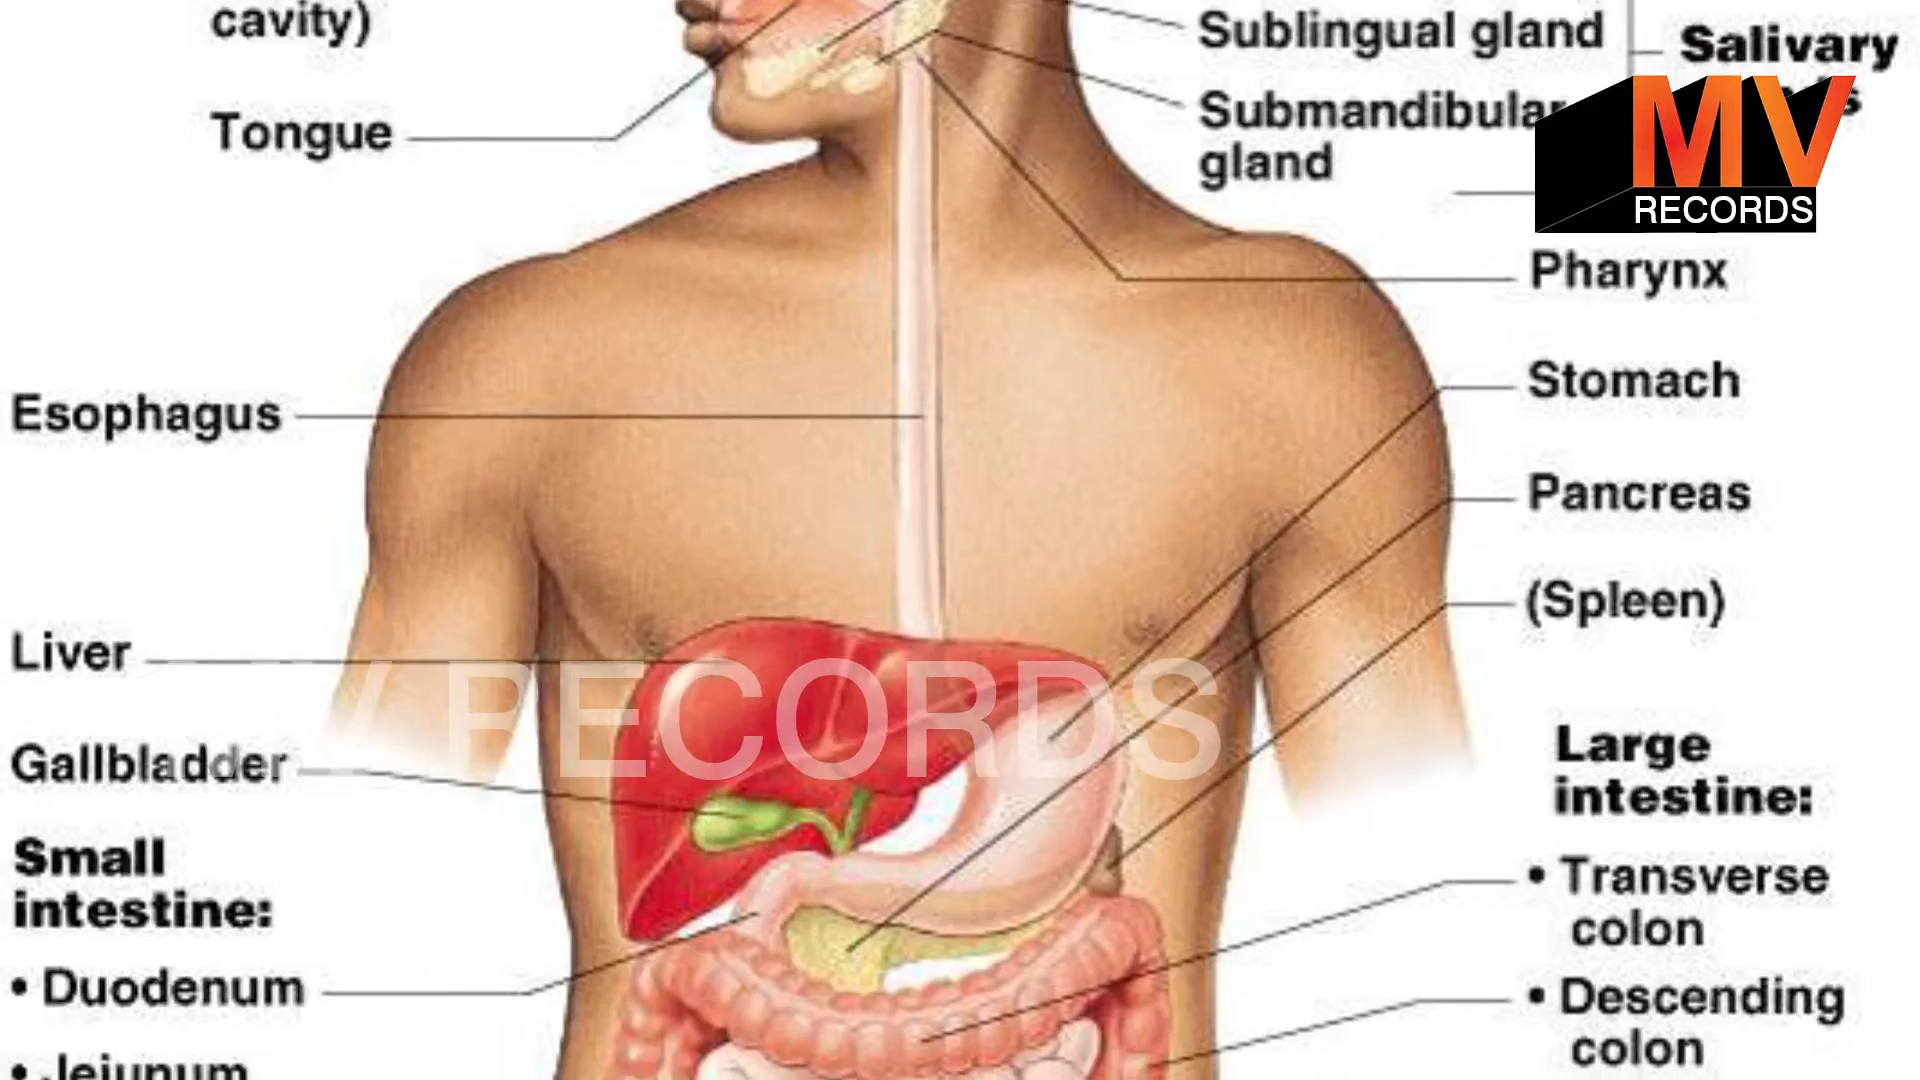 cavity)
Tongue
Esophagus
Liver
Gallbladder
Small
intestine:
• Duodenum
• Jejunum
Sublingual gland
Submandibular
gland
Salivary
MV
RECORDS
Pharynx
Stomach
Pancreas
(Spleen)
Large
intestine:
• Transverse
colon
• Descending
colon
RECORDS